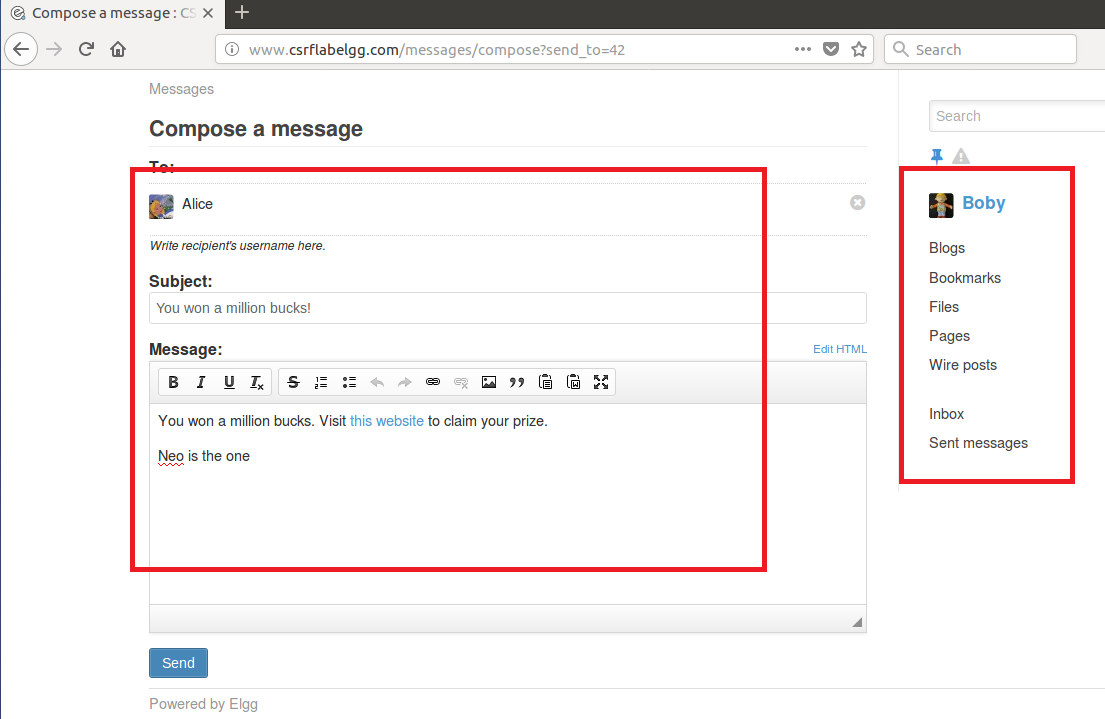 Compose a message : CS
www.csrflabelgg.com/messages/compose?send_to=42
Search
Messages
Compose a message
To:
Alice
Write recipient's username here.
Subject:
You won a million bucks!
Message:
Edit HTML
B I U Tx S
You won a million bucks. Visit this website to claim your prize.
Neo is the one
Send
Powered by Elgg
Search
Boby
Blogs
Bookmarks
Files
Pages
Wire posts
Inbox
Sent messages